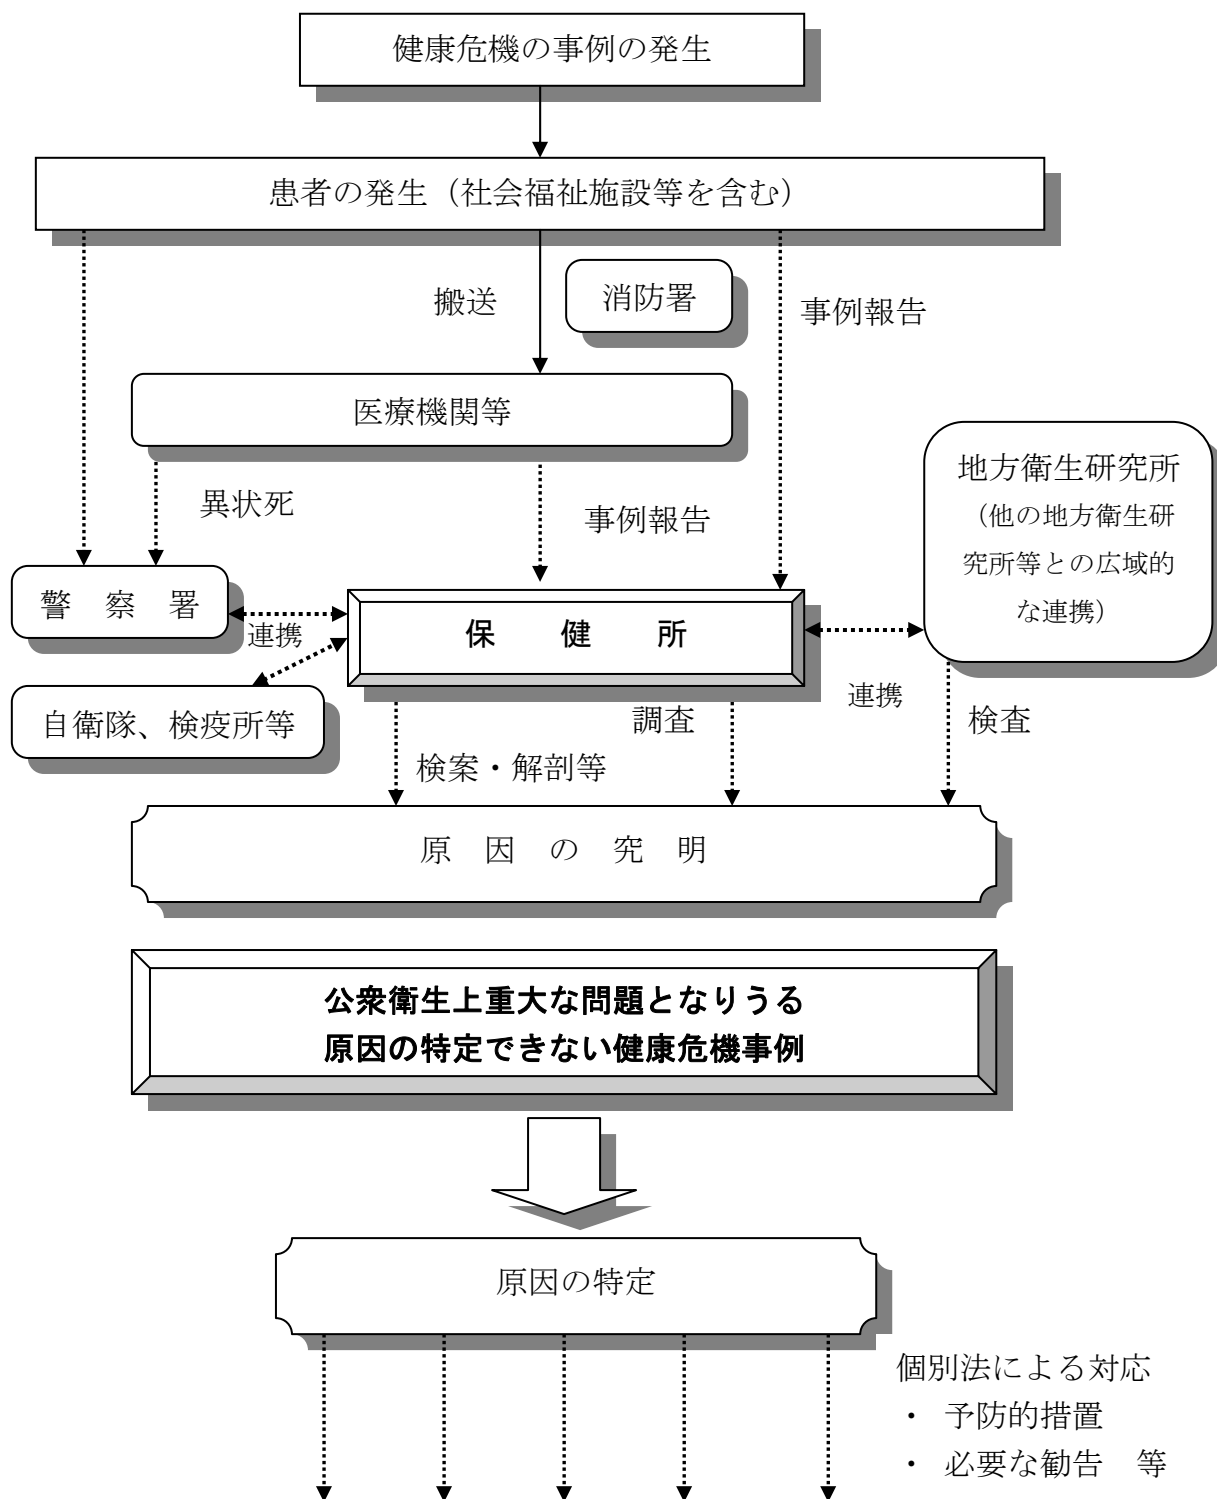 健康危機の事例の発生
患者の発生（社会福祉施設等を含む）
搬送
消防署
事例報告
医療機関等
地方衛生研究所
（他の地方衛生研
究所等との広域的
な連携）
異状死
事例報告
警　察　署
連携
保　健　所
連携
自衛隊、検疫所等
調査
検査
検案・解剖等
原　因　の　究　明
公衆衛生上重大な問題となりうる
原因の特定できない健康危機事例
原因の特定
個別法による対応
・ 予防的措置
・ 必要な勧告　等